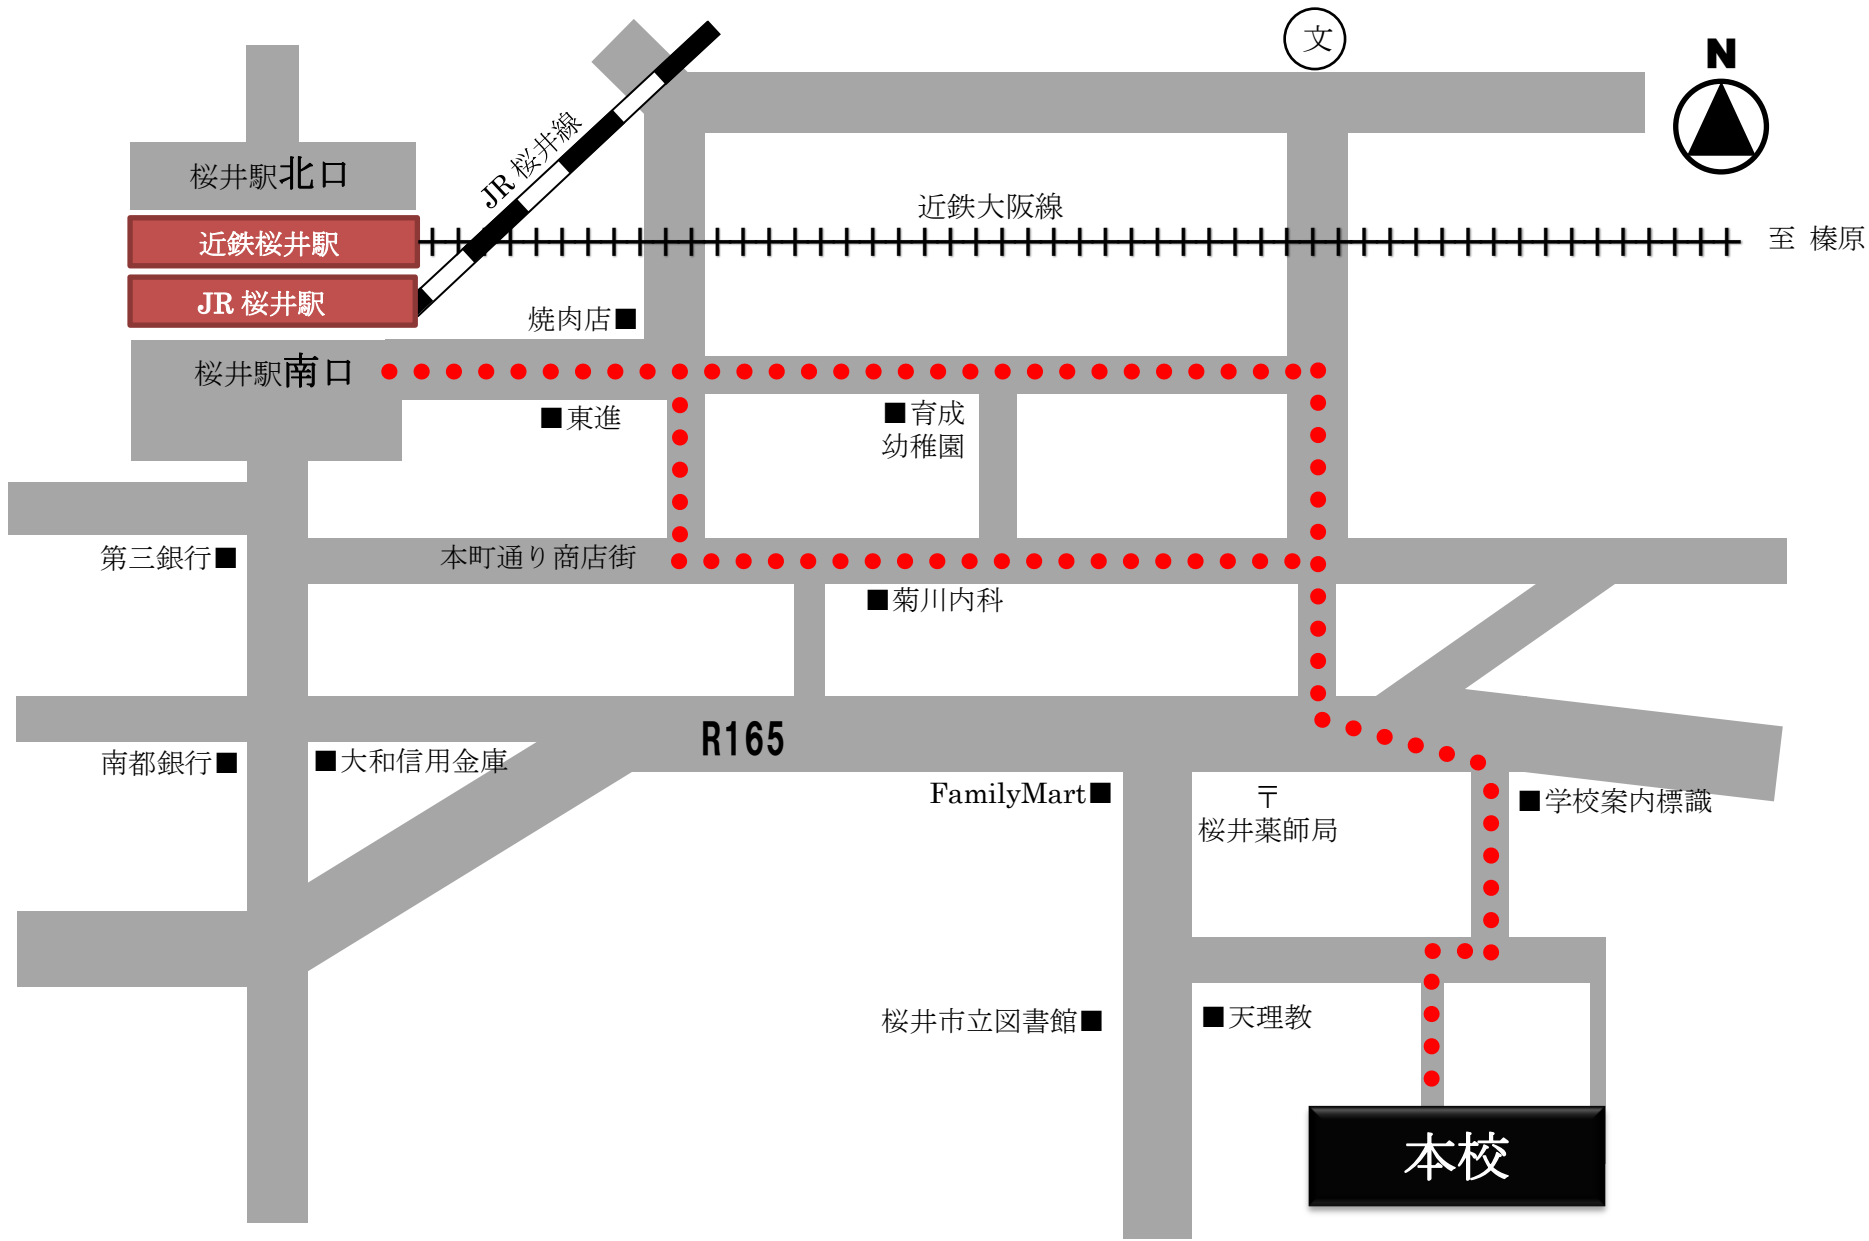 文
N
JR 桜井線
桜井駅北口
近鉄大阪線
近鉄桜井駅
至 榛原
JR 桜井駅
焼肉店■
桜井駅南口
■東進
■育成
幼稚園
第三銀行■
本町通り商店街
■菊川内科
R165
南都銀行■
■大和信用金庫
FamilyMart■
〒
桜井薬師局
■学校案内標識
桜井市立図書館■
■天理教
本校